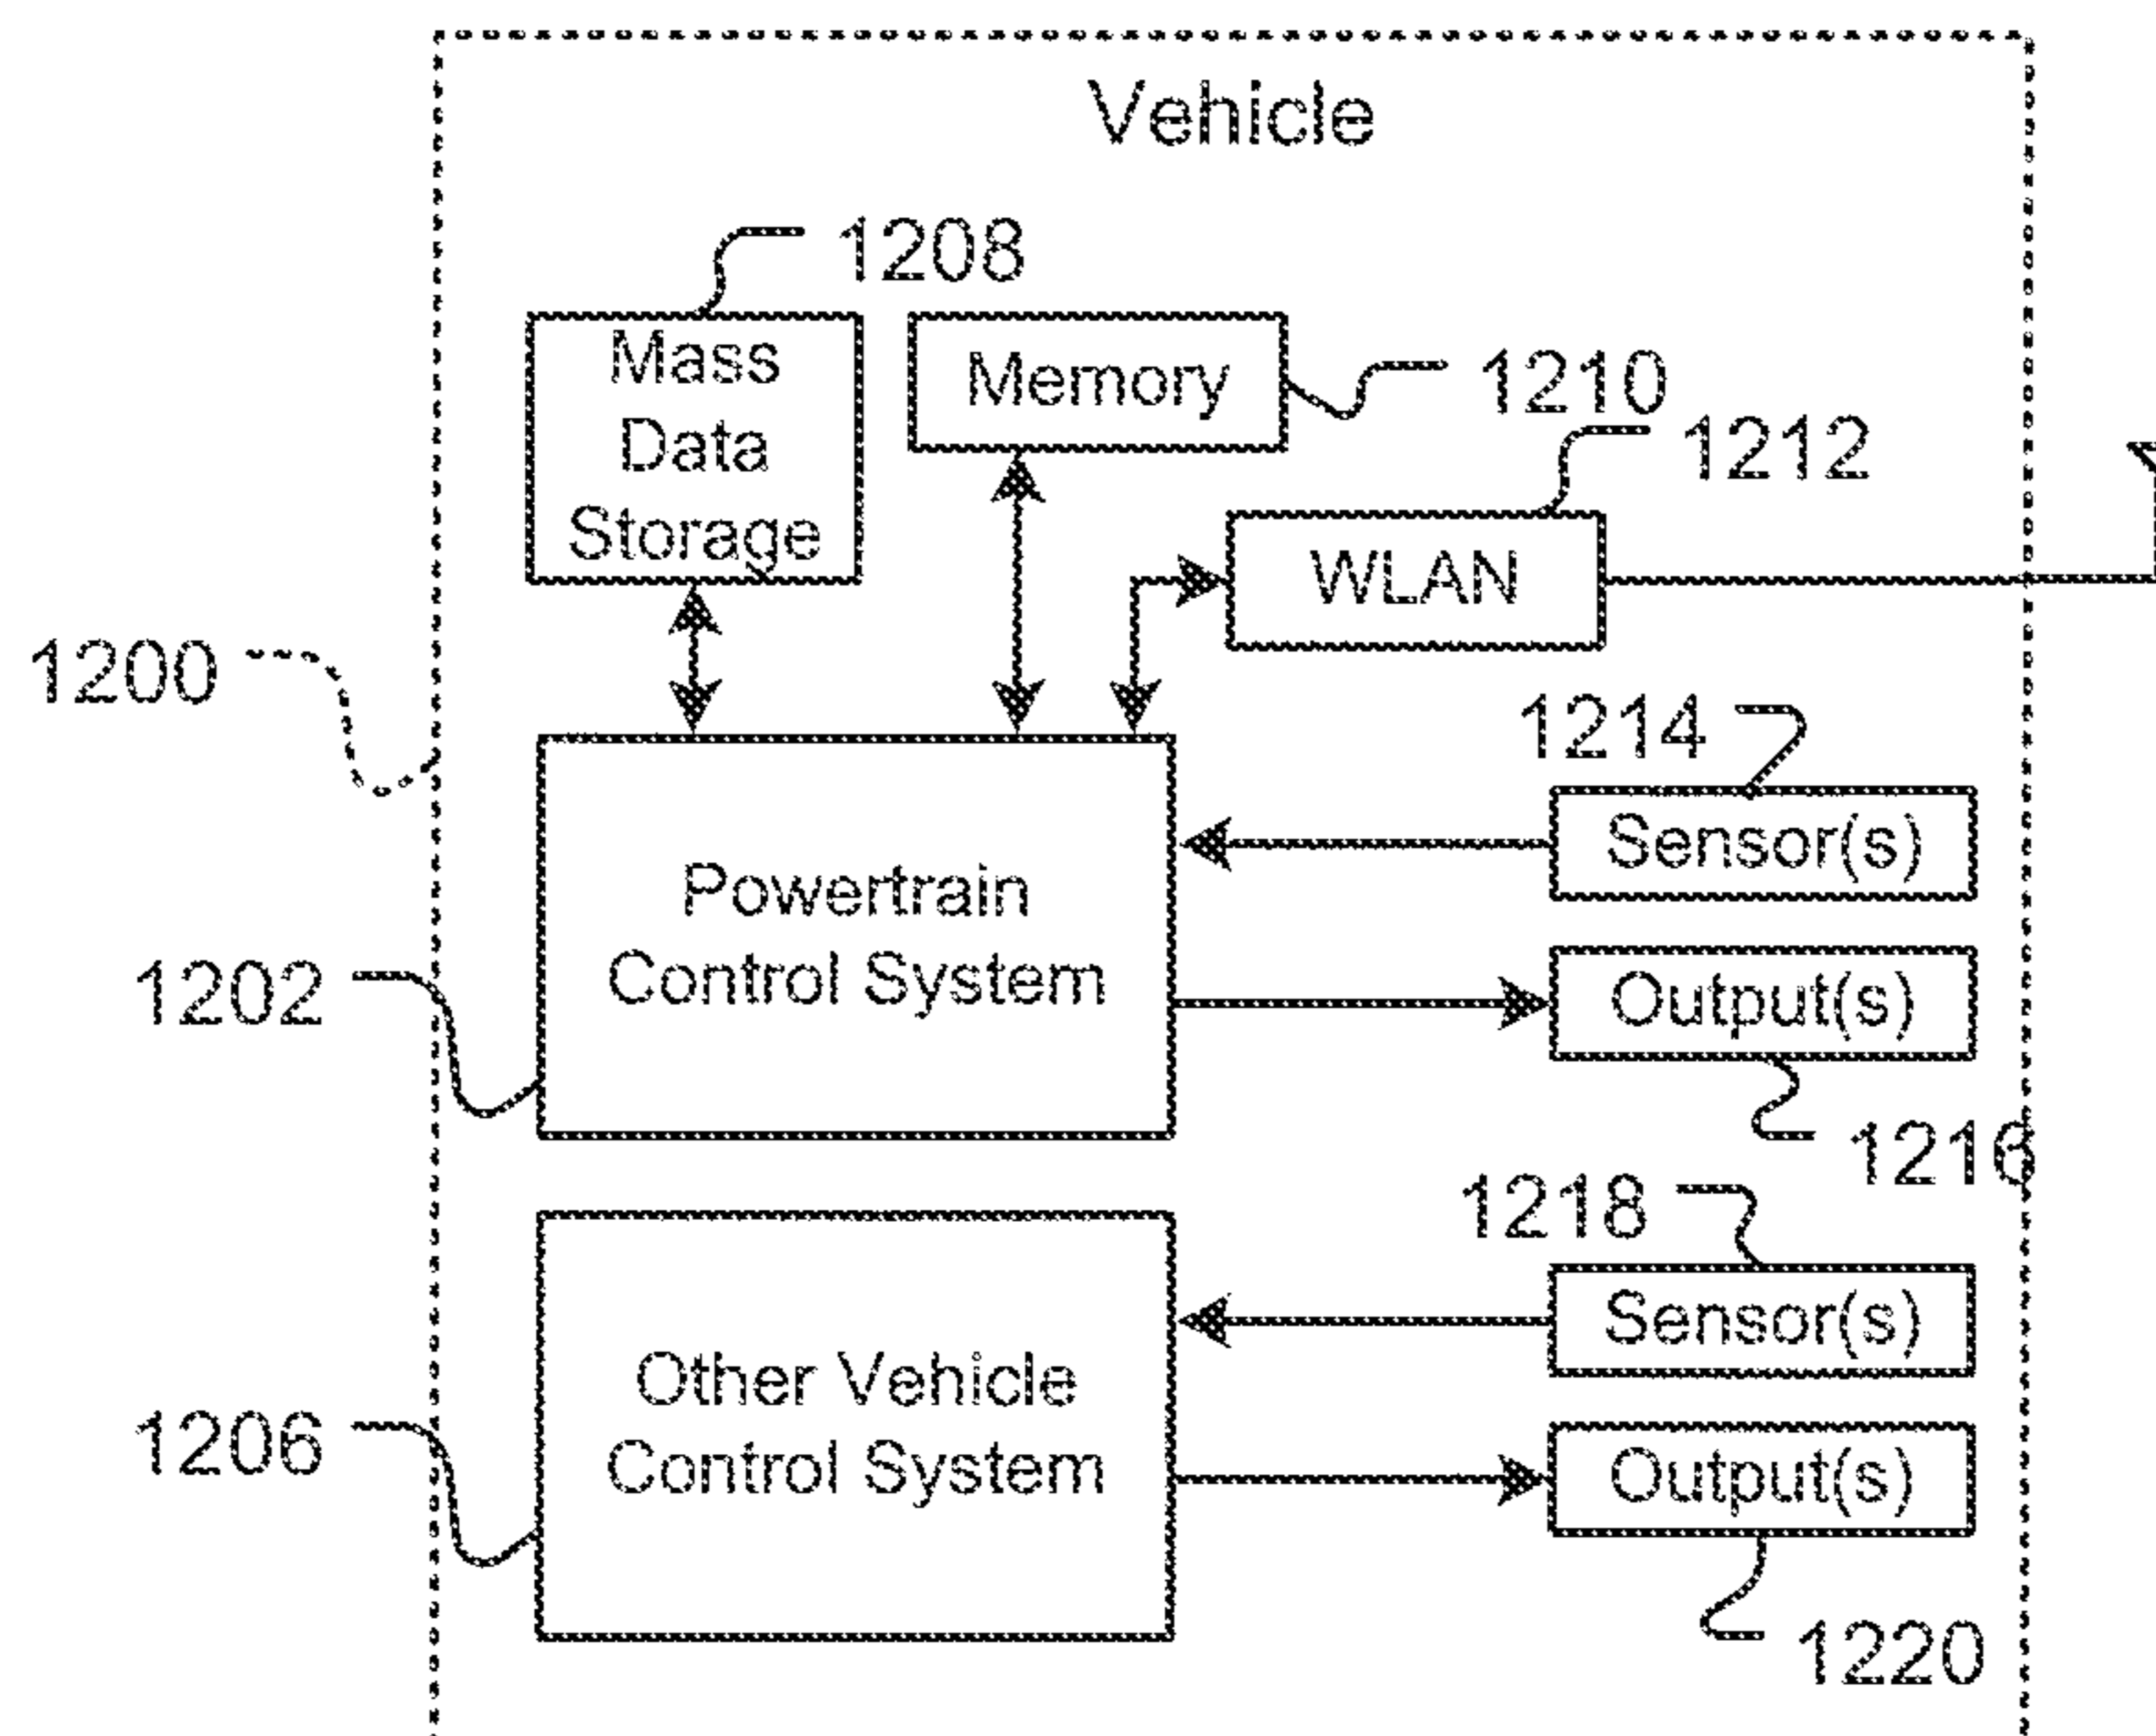 Vehicle
1208
Mass
Data
Storage
Memory
1210
1212
WLAN
1200
1214
Sensor(s)
Powertrain
Control System
1202
Output(s)
1216
1218
Sensor(s)
Other Vehicle
Control System
1206
Output(s)
1220